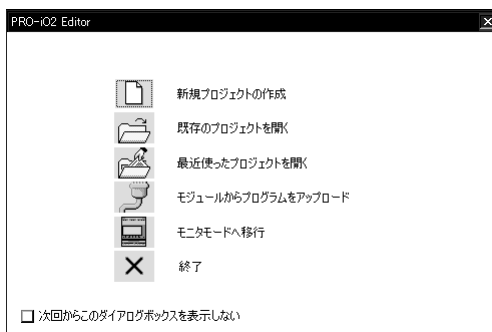 PRO-iO2 Editor
新規プロジェクトの作成
既存のプロジェクトを開く
最近使ったプロジェクトを開く
モジュールからプログラムをアップロード
モニタモードへ移行
終了
次回からこのダイアログボックスを表示しない